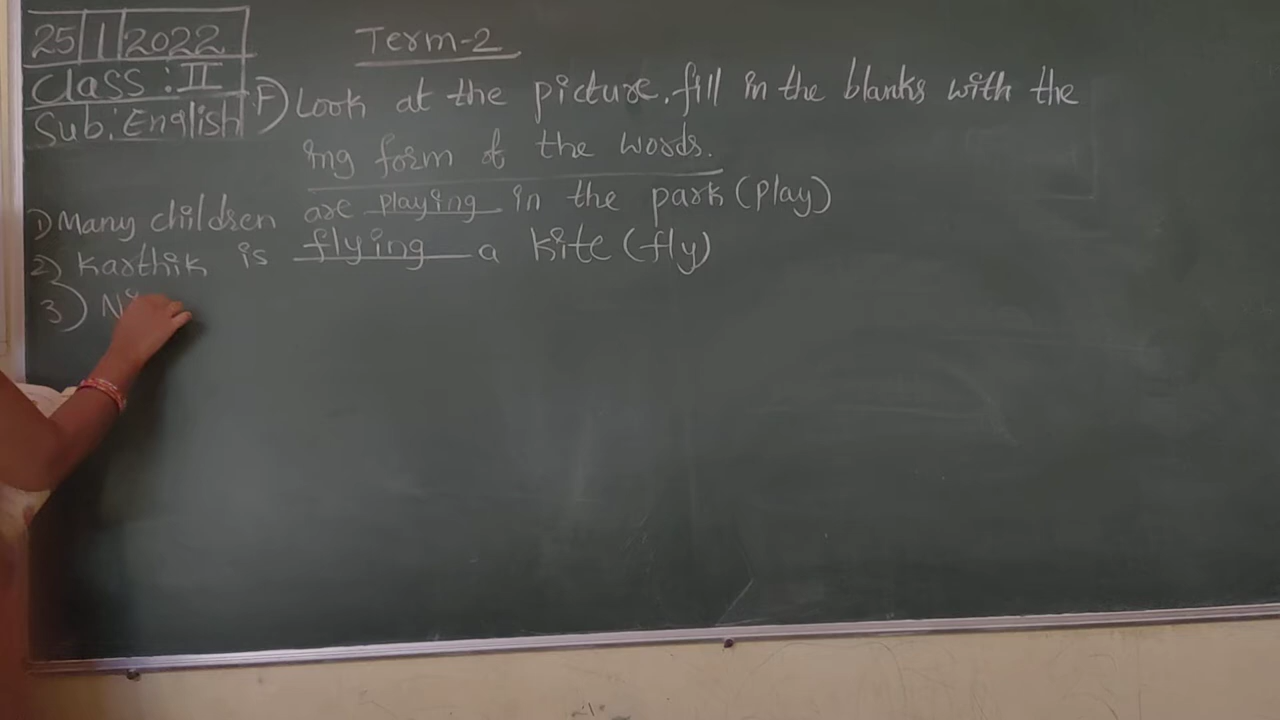 25/1/2022
Class : II
Sub: English
Term-2
F) Look at the picture. fill in the blanks with the
ing form of the words.
1) Many children are playing in the park (Play)
2) Karthik is flying a kite (fly)
3) Ni